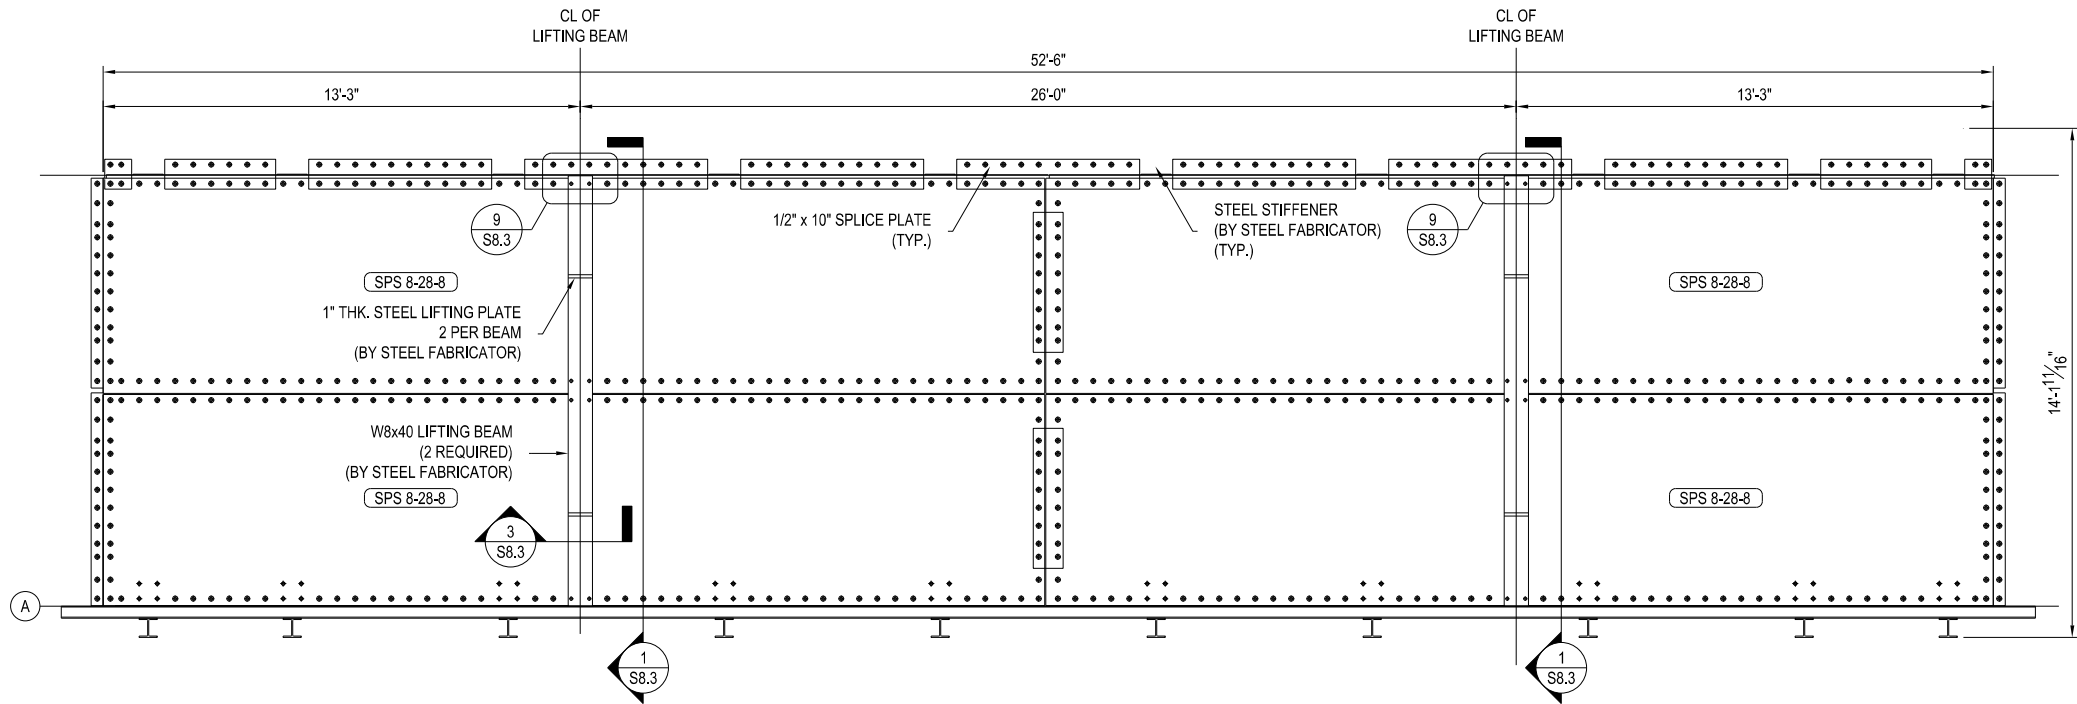 CL OF
LIFTING BEAM
CL OF
LIFTING BEAM
52'-6"
13'-3"
26'-0"
13'-3"
9
S8.3
1/2" x 10" SPLICE PLATE
(TYP.)
STEEL STIFFENER
(BY STEEL FABRICATOR)
(TYP.)
9
S8.3
SPS 8-28-8
SPS 8-28-8
1" THK. STEEL LIFTING PLATE
2 PER BEAM
(BY STEEL FABRICATOR)
14'-1 11/16"
W8x40 LIFTING BEAM
(2 REQUIRED)
(BY STEEL FABRICATOR)
SPS 8-28-8
SPS 8-28-8
3
S8.3
A
1
S8.3
1
S8.3